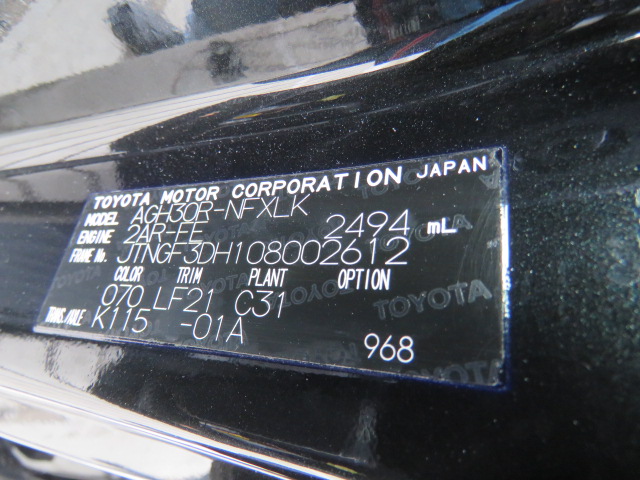 TOYOTA MOTOR CORPORATION JAPAN
MODEL AGH30R-NFXLK
ENGINE 2AR-FE 2494 mL
FRAME No. JTNGF3DH108002612
COLOR TRIM PLANT OPTION
070 LF21 C31
TRANS./AXLE K115 -01A
968
TOYOTA